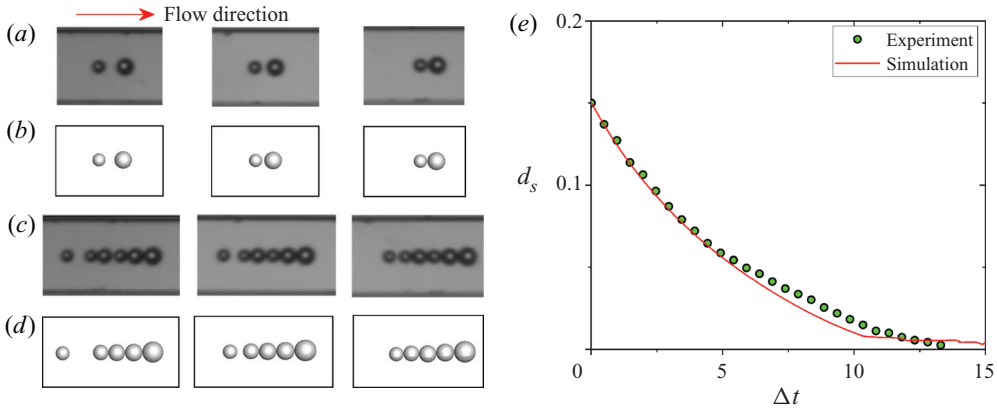 Flow direction
(a)
(b)
(c)
(d)
(e)
0.2
0.1
0
5
10
15
d_s
Δt
Experiment
Simulation